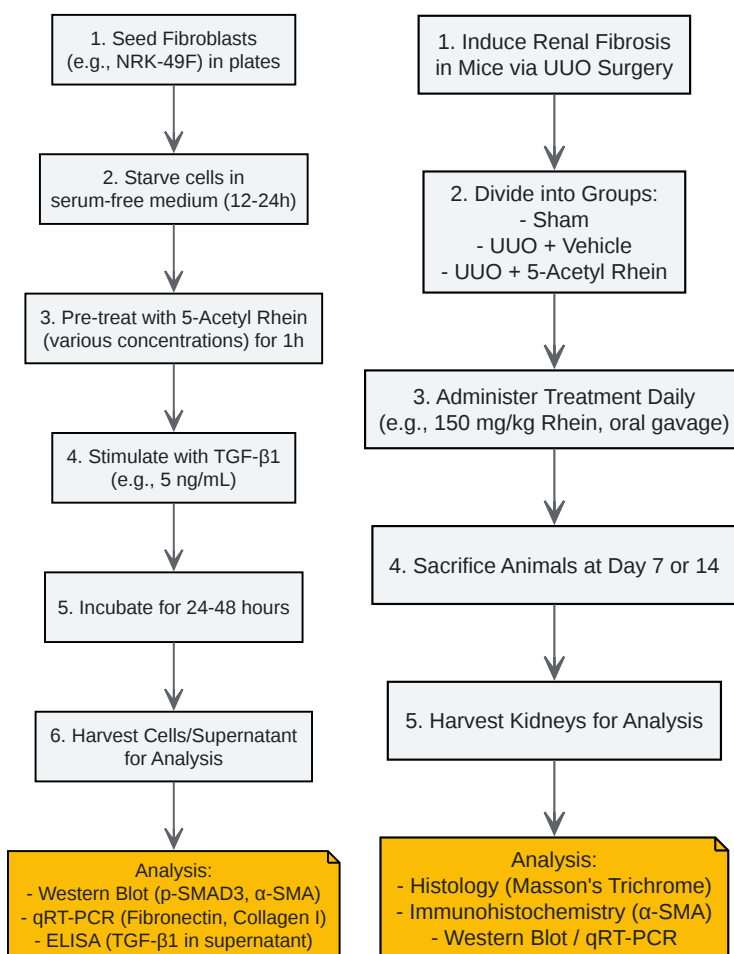 1. Seed Fibroblasts
(e.g., NRK-49F) in plates
2. Starve cells in
serum-free medium (12-24h)
3. Pre-treat with 5-Acetyl Rhein
(various concentrations) for 1h
4. Stimulate with TGF-β1
(e.g., 5 ng/mL)
5. Incubate for 24-48 hours
6. Harvest Cells/Supernatant
for Analysis
Analysis:
- Western Blot (p-SMAD3, α-SMA)
- qRT-PCR (Fibronectin, Collagen I)
- ELISA (TGF-β1 in supernatant)
1. Induce Renal Fibrosis
in Mice via UUO Surgery
2. Divide into Groups:
- Sham
- UUO + Vehicle
- UUO + 5-Acetyl Rhein
3. Administer Treatment Daily
(e.g., 150 mg/kg Rhein, oral gavage)
4. Sacrifice Animals at Day 7 or 14
5. Harvest Kidneys for Analysis
Analysis:
- Histology (Masson's Trichrome)
- Immunohistochemistry (α-SMA)
- Western Blot / qRT-PCR